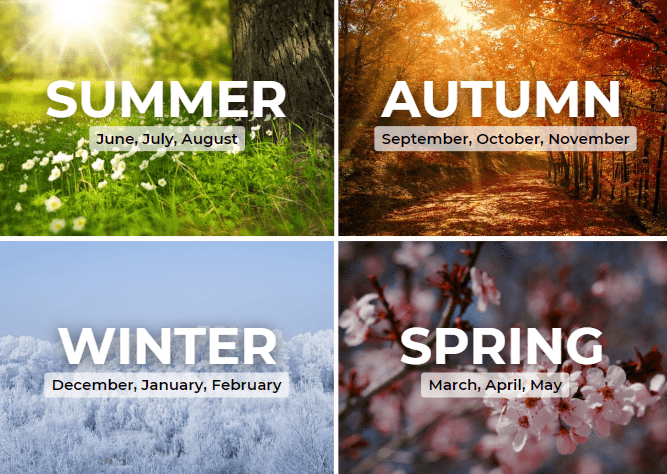 SUMMER
June, July, August
AUTUMN
September, October, November
WINTER
December, January, February
SPRING
March, April, May